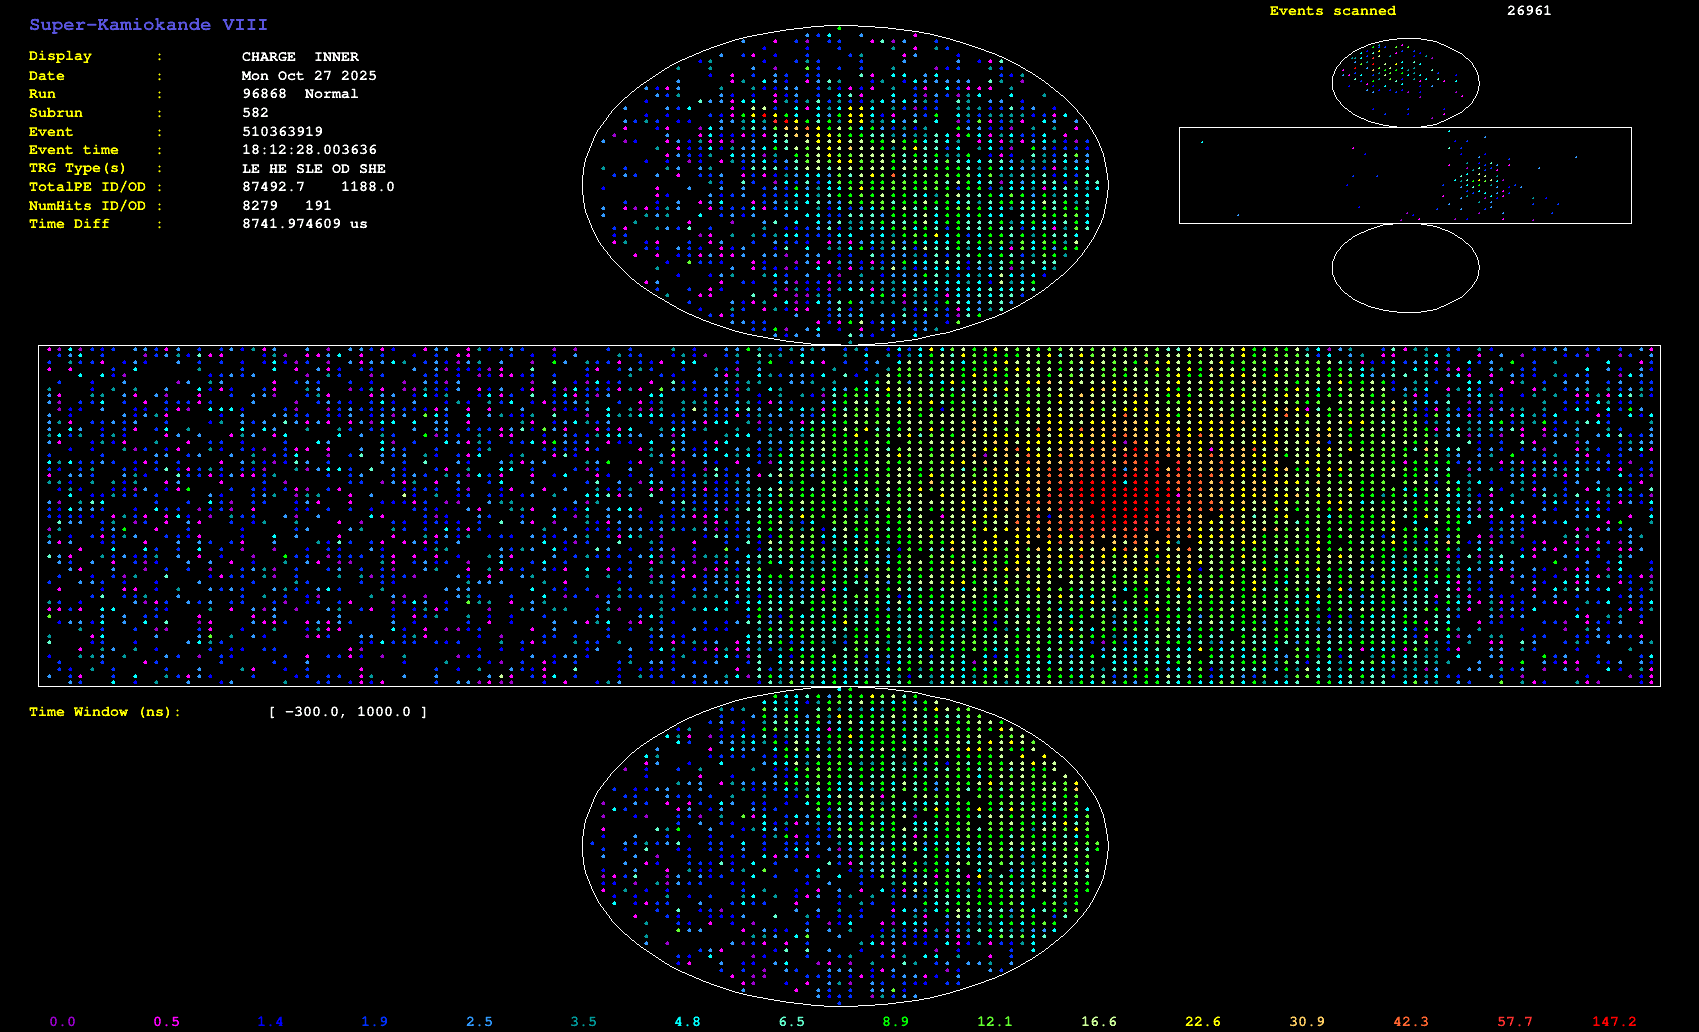 Super-Kamiokande VIII
Events scanned 26961
Display : CHARGE INNER
Date : Mon Oct 27 2025
Run : 96868 Normal
Subrun : 582
Event : 510363919
Event time : 18:12:28.003636
TRG Type(s) : LE HE SLE OD SHE
TotalPE ID/OD : 87492.7 1188.0
NumHits ID/OD : 8279 191
Time Diff : 8741.974609 us
Time Window (ns): [ -300.0, 1000.0 ]
0.0 0.5 1.4 1.9 2.5 3.5 4.8 6.5 8.9 12.1 16.6 22.6 30.9 42.3 57.7 147.2